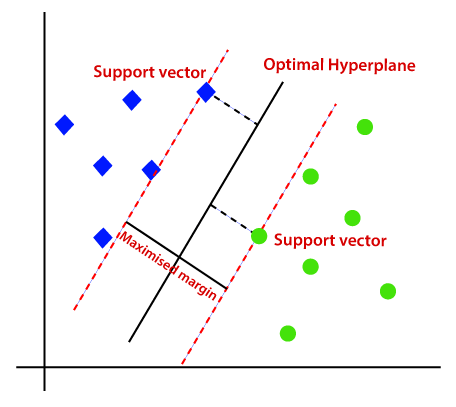 Optimal Hyperplane
Support vector
Maximised margin
Support vector